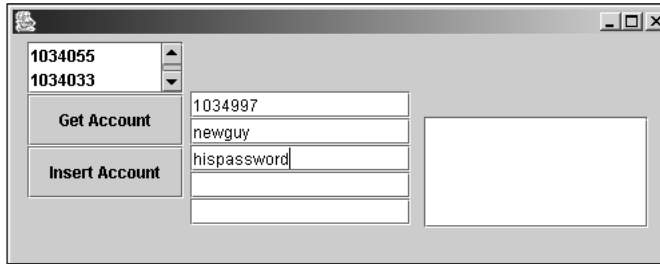 1034055
1034033
Get Account
Insert Account
1034997
newguy
hispassword